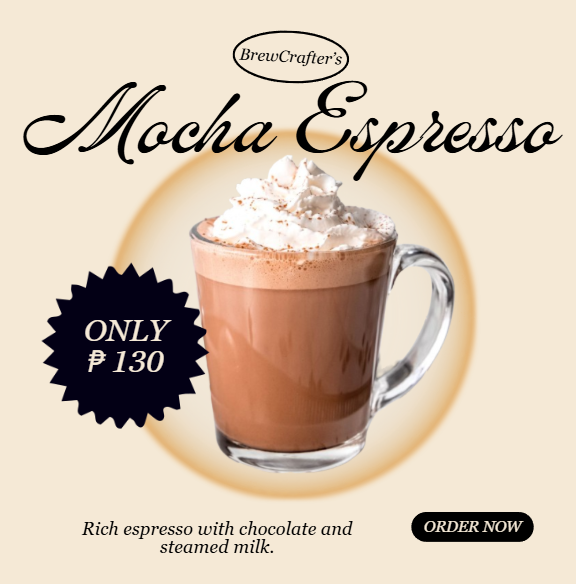 BrewCrafter's
Mocha Espresso
ONLY
₱ 130
Rich espresso with chocolate and
steamed milk.
ORDER NOW